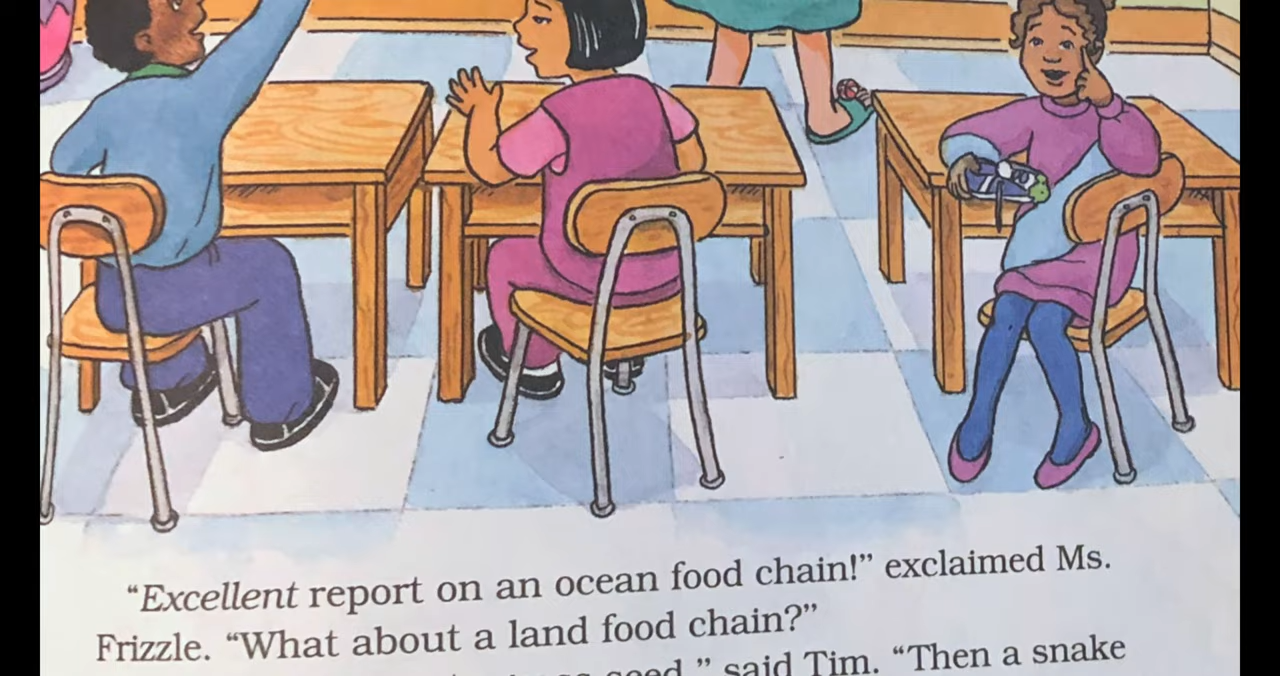 “Excellent report on an ocean food chain!” exclaimed Ms.
Frizzle. “What about a land food chain?”
seed,” said Tim. “Then a snake